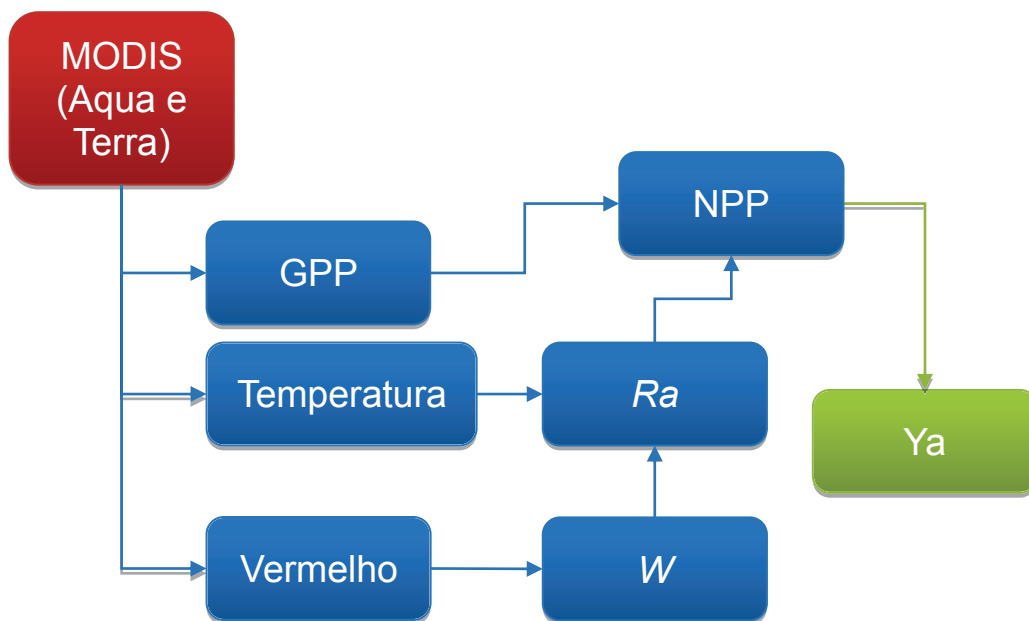 MODIS
(Aqua e
Terra)
NPP
GPP
Temperatura
Ra
Ya
Vermelho
W